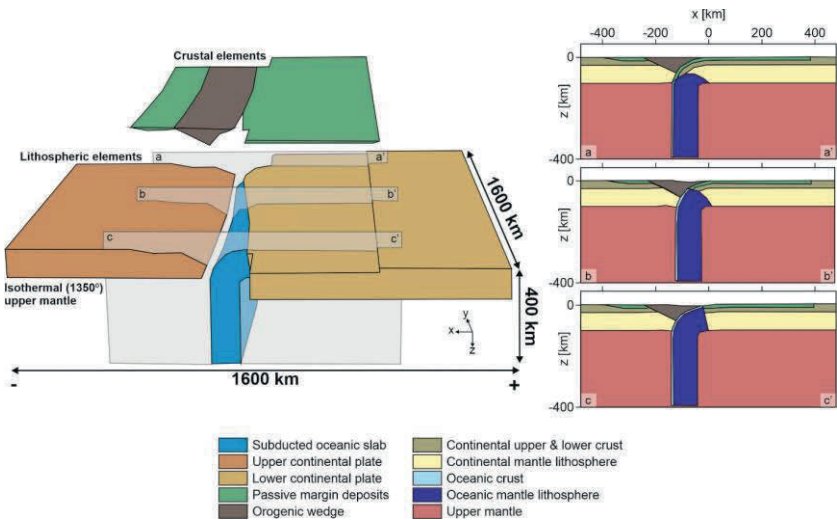 Crustal elements
Lithospheric elements
a
a'
b
b'
c
c'
Isothermal (1350°)
upper mantle
1600 km
400 km
y
x
z
-
1600 km
+
x [km]
-400
-200
0
200
400
0
z [km]
-400
a
a'
0
z [km]
-400
b
b'
0
z [km]
-400
c
c'
Subducted oceanic slab
Upper continental plate
Lower continental plate
Passive margin deposits
Orogenic wedge
Continental upper & lower crust
Continental mantle lithosphere
Oceanic crust
Oceanic mantle lithosphere
Upper mantle